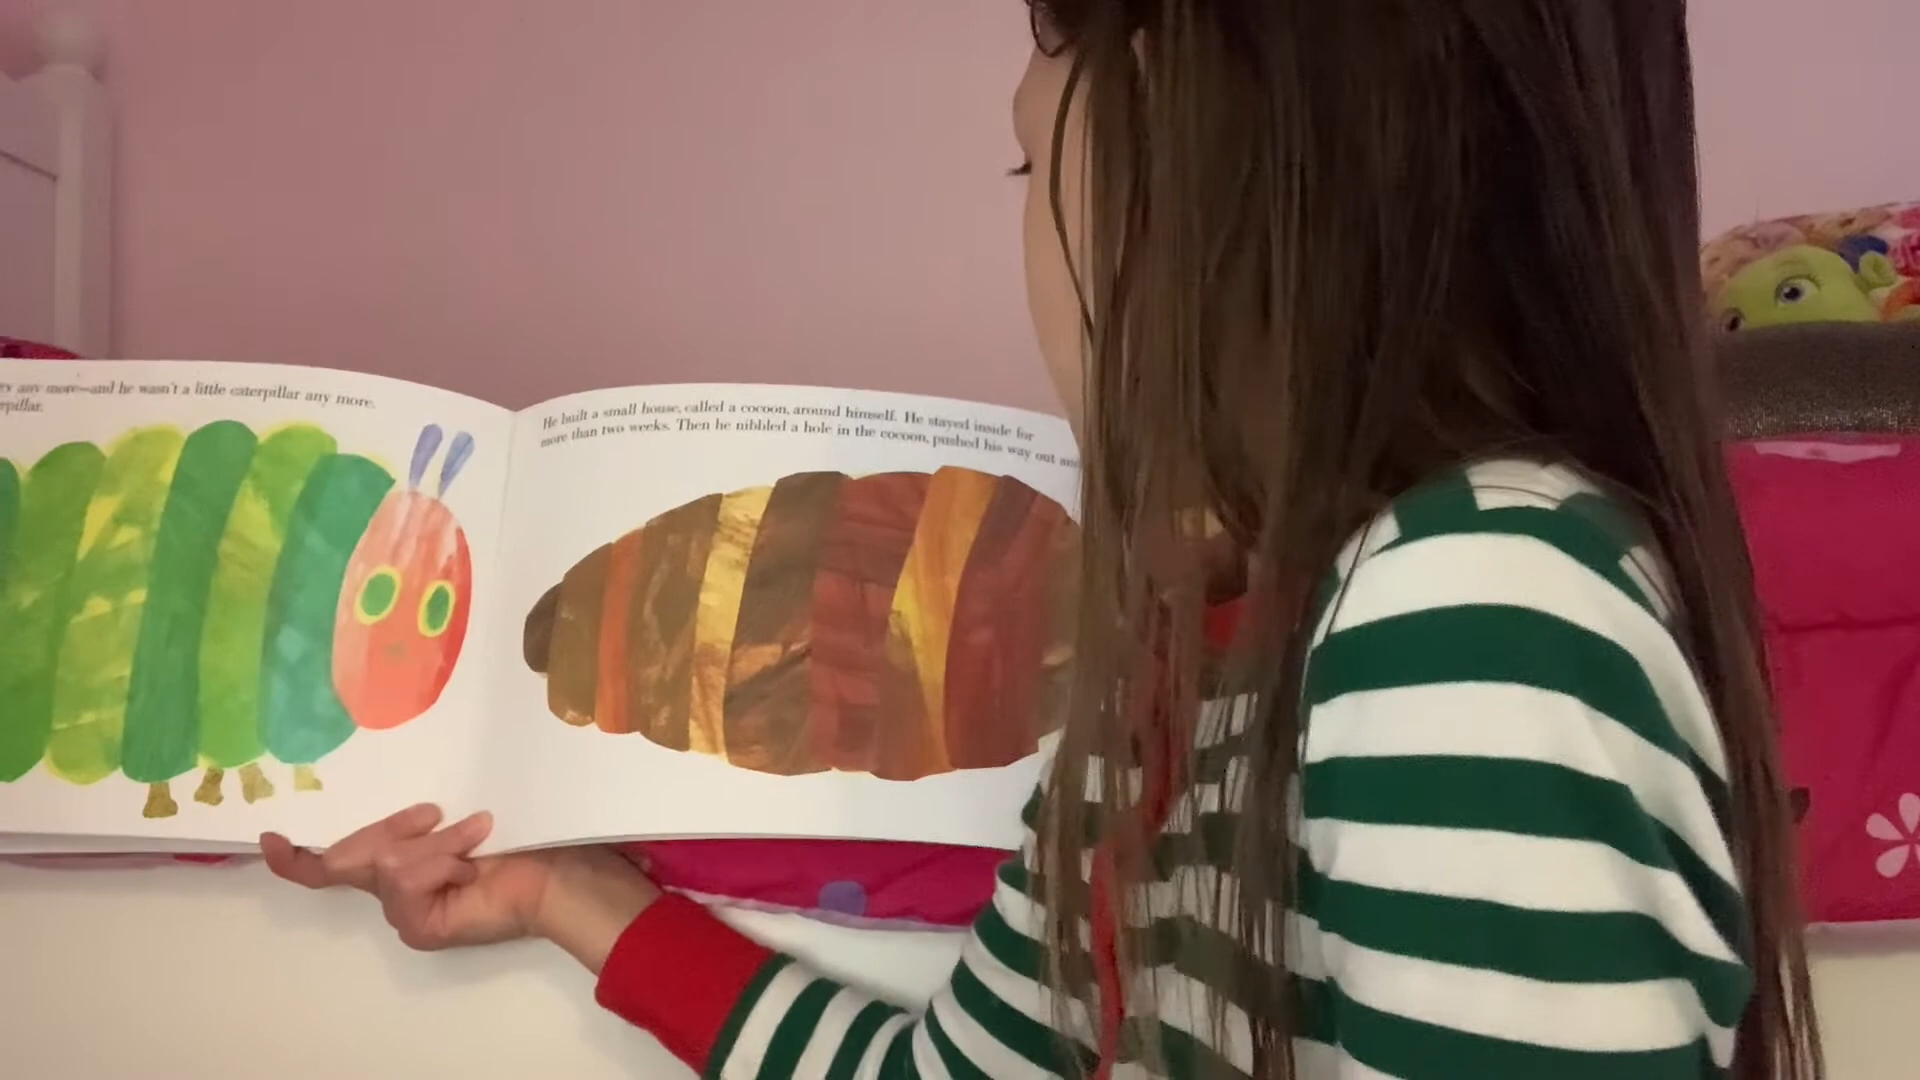 any more—and he wasn't a little caterpillar any more.
He built a small house, called a cocoon, around himself. He stayed inside for
more than two weeks. Then he nibbled a hole in the cocoon, pushed his way out and